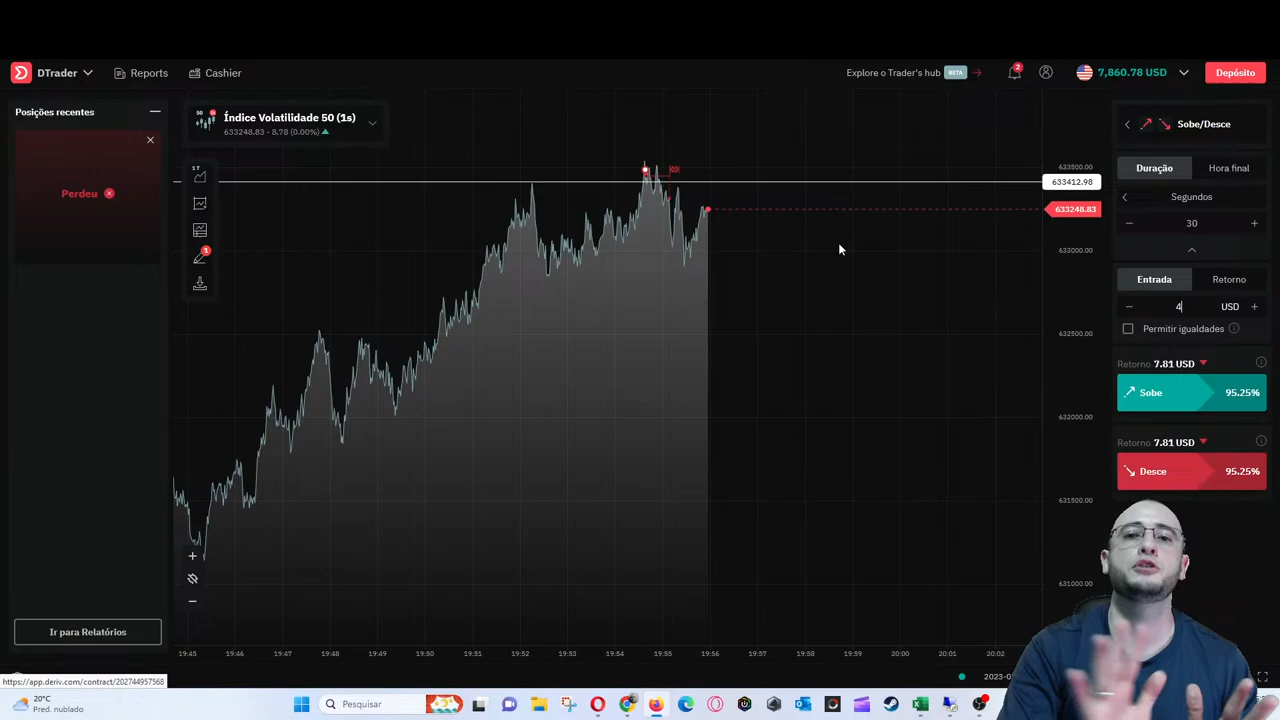 DTrader
Reports
Cashier
Explore o Trader's hub
BETA
2
7,860.78 USD
Depósito
Posições recentes
Perdeu
50
1s
Índice Volatilidade 50 (1s)
633248.83 - 8.78 (0.00%)
1T
1
Sobe/Desce
Duração
Hora final
Segundos
30
Entrada
Retorno
4
USD
Permitir igualdades
Retorno 7.81 USD
Sobe
95.25%
Retorno 7.81 USD
Desce
95.25%
633500.00
633412.98
633248.83
633000.00
632500.00
632000.00
631500.00
631000.00
19:45
19:46
19:47
19:48
19:49
19:50
19:51
19:52
19:53
19:54
19:55
19:56
19:57
19:58
19:59
20:00
20:01
20:02
Ir para Relatórios
https://app.deriv.com/contract/202744957568
20°C
Pred. nublado
Pesquisar